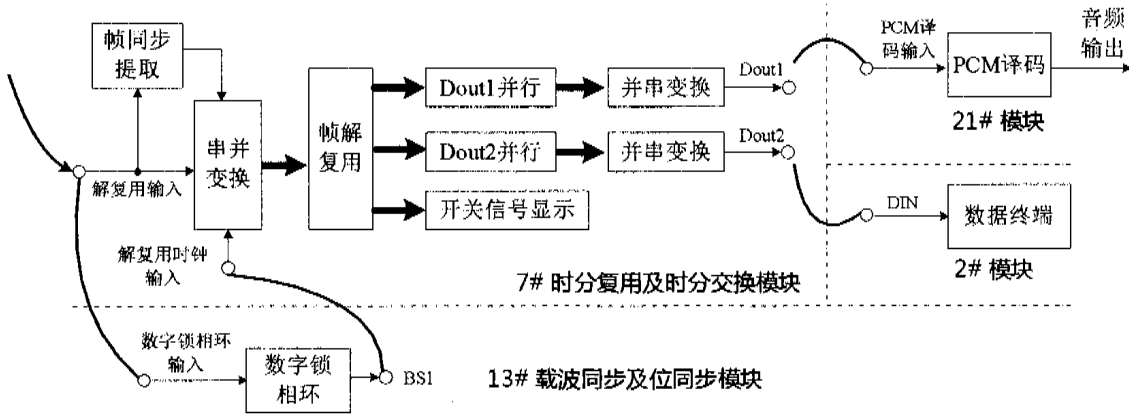 帧同步
提取
解复用输入
串并
变换
解复用时钟
输入
帧解
复用
Dout1并行
并串变换
Dout1
Dout2并行
并串变换
Dout2
开关信号显示
7# 时分复用及时分交换模块
PCM译
码输入
PCM译码
音频
输出
21# 模块
DIN
数据终端
2# 模块
数字锁相环
输入
数字锁
相环
BS1
13# 载波同步及位同步模块